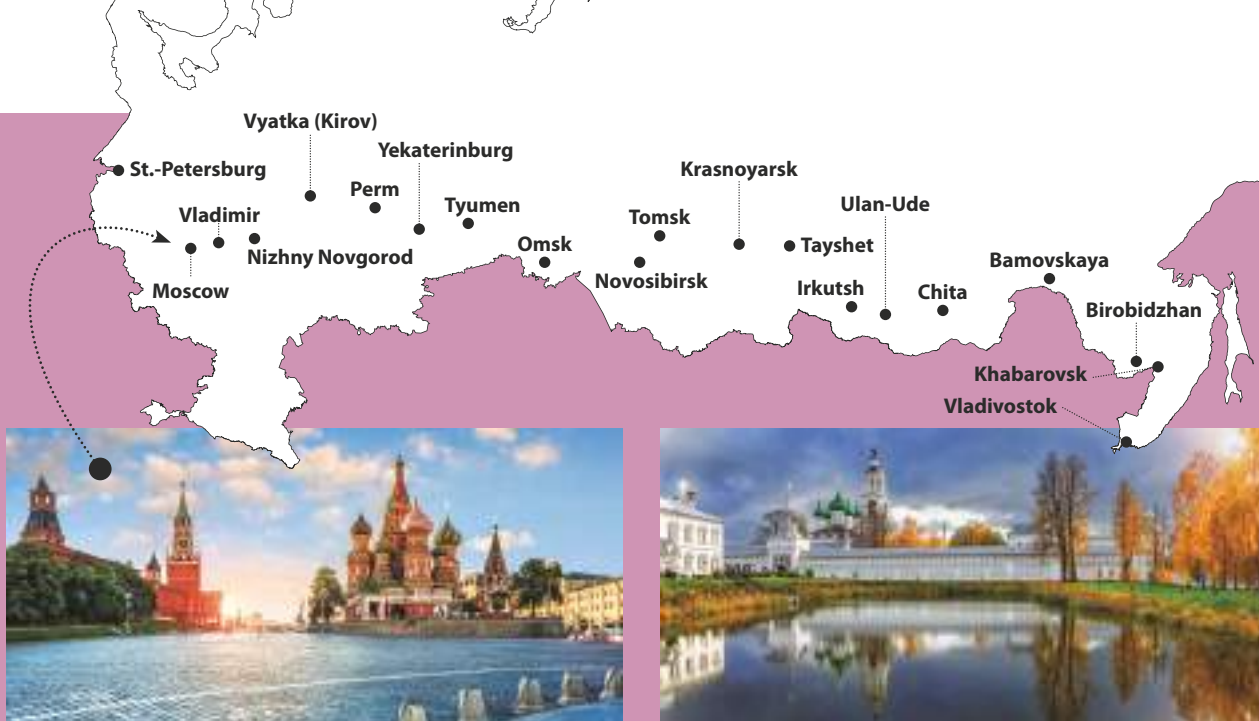 Vyatka (Kirov)
Yekaterinburg
St.-Petersburg
Krasnoyarsk
Perm
Ulan-Ude
Tyumen
Vladimir
Tomsk
Omsk
Tayshet
Nizhny Novgorod
Bamovskaya
Novosibirsk
Irkutsh
Moscow
Chita
Birobidzhan
Khabarovsk
Vladivostok